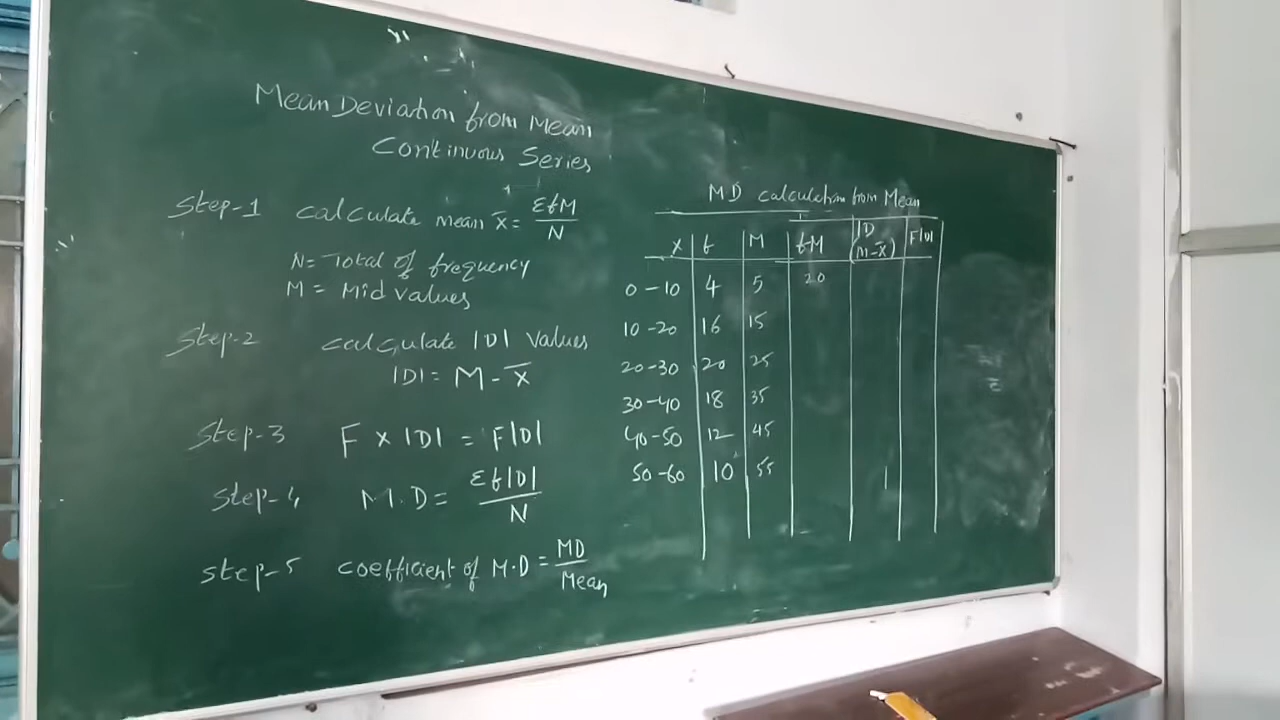 Mean Deviation from Mean
Continuous Series
Step-1 calculate mean x̄ = ΣfM/N
N = Total of frequency
M = Mid values
Step-2 calculate |D| values
|D| = M - x̄
Step-3 F × |D| = F|D|
Step-4 M.D = Σf|D|/N
Step-5 coefficient of M.D = MD/Mean
MD calculation from Mean
x f M fM |D (M-x̄) F|D|
0-10 4 5 20
10-20 16 15
20-30 20 25
30-40 18 35
40-50 12 45
50-60 10 55